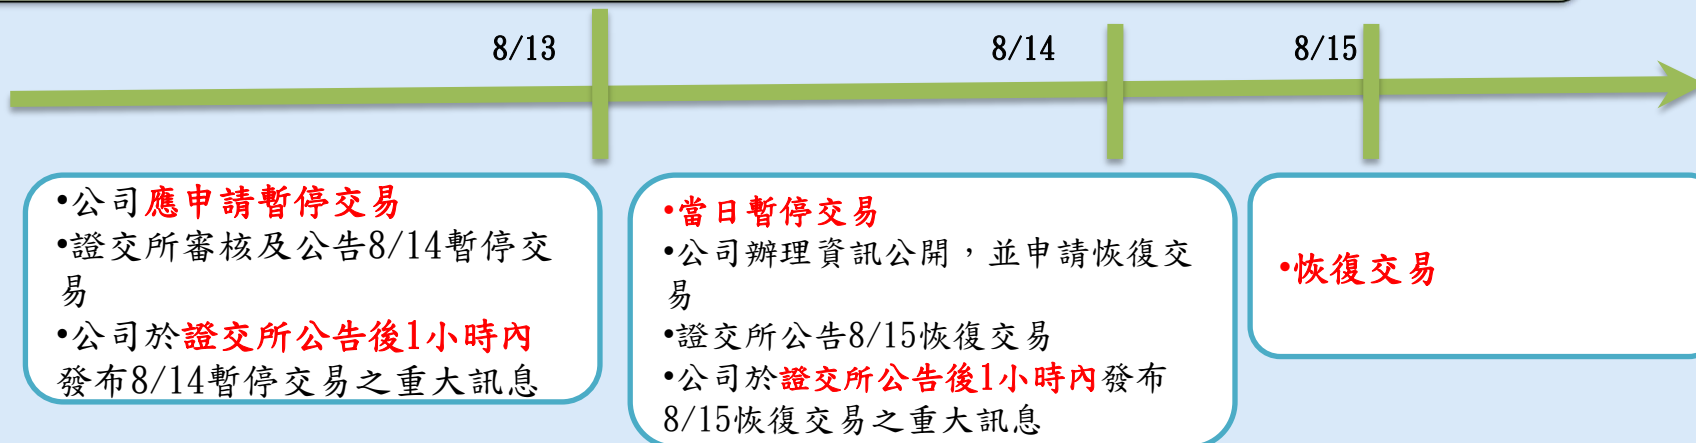 8/13
8/14
8/15
•公司應申請暫停交易
•證交所審核及公告8/14暫停交
易
•公司於證交所公告後1小時內
發布8/14暫停交易之重大訊息
•當日暫停交易
•公司辦理資訊公開，並申請恢復交
易
•證交所公告8/15恢復交易
•公司於證交所公告後1小時內發布
8/15恢復交易之重大訊息
•恢復交易